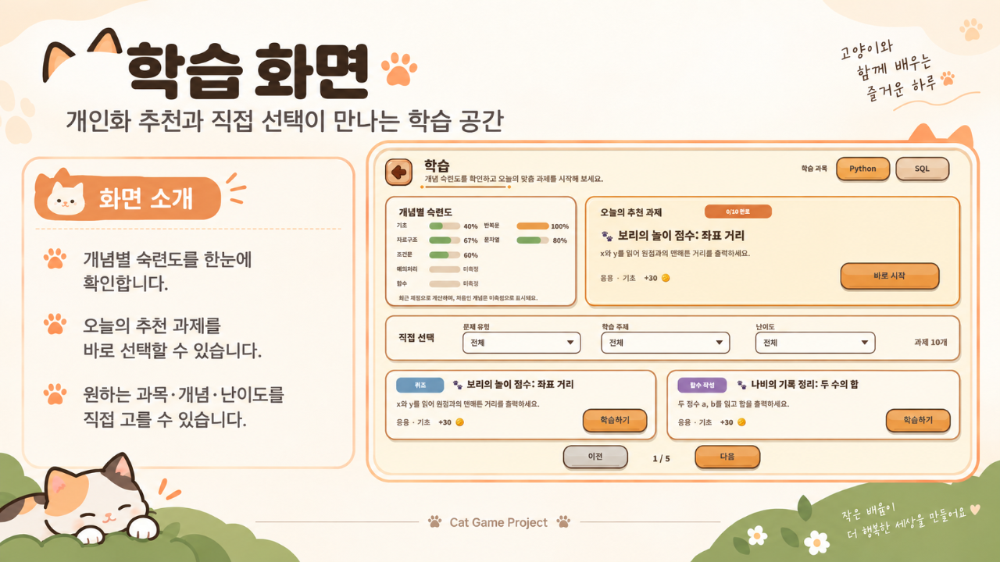 학습 화면
개인화 추천과 직접 선택이 만나는 학습 공간
고양이와
함께 배우는
즐거운 하루
화면 소개
개념별 숙련도를 한눈에
확인합니다.
오늘의 추천 과제를
바로 선택할 수 있습니다.
원하는 과목·개념·난이도를
직접 고를 수 있습니다.
학습
개념 숙련도를 확인하고 오늘의 맞춤 과제를 시작해 보세요.
학습 과목
Python
SQL
개념별 숙련도
기초 40% 반복문 100%
자료구조 67% 문자열 80%
조건문 60%
예외처리 미측정
함수 미측정
최근 채점으로 계산하며, 처음인 개념은 미측정으로 표시돼요.
오늘의 추천 과제
0/10 완료
보리의 놀이 점수: 좌표 거리
x와 y를 읽어 원점과의 맨해튼 거리를 출력하세요.
응용 · 기초 +30
바로 시작
직접 선택
문제 유형
전체
학습 주제
전체
난이도
전체
과제 10개
퀴즈
보리의 놀이 점수: 좌표 거리
x와 y를 읽어 원점과의 맨해튼 거리를 출력하세요.
응용 · 기초 +30
학습하기
함수 작성
나비의 기록 정리: 두 수의 합
두 정수 a, b를 읽고 합을 출력하세요.
응용 · 기초 +30
학습하기
이전
1 / 5
다음
Cat Game Project
작은 배움이
더 행복한 세상을 만들어요